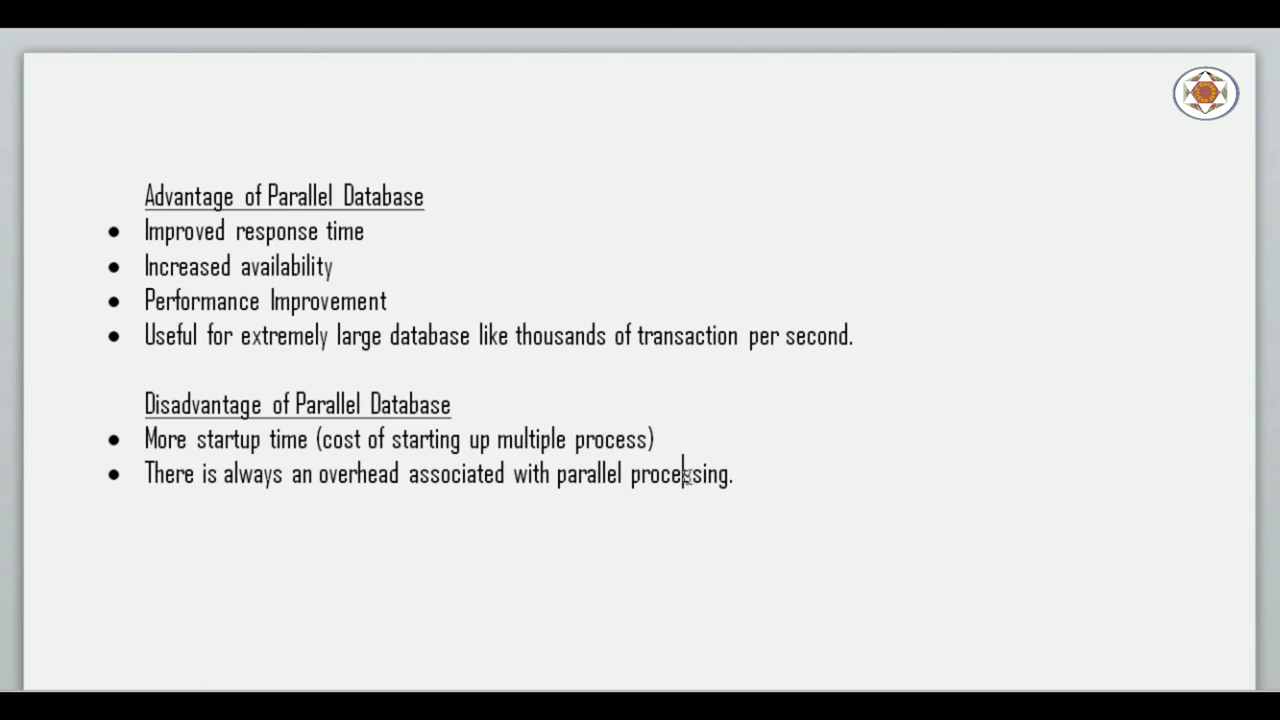 Advantage of Parallel Database
● Improved response time
● Increased availability
● Performance Improvement
● Useful for extremely large database like thousands of transaction per second.
Disadvantage of Parallel Database
● More startup time (cost of starting up multiple process)
● There is always an overhead associated with parallel processing.